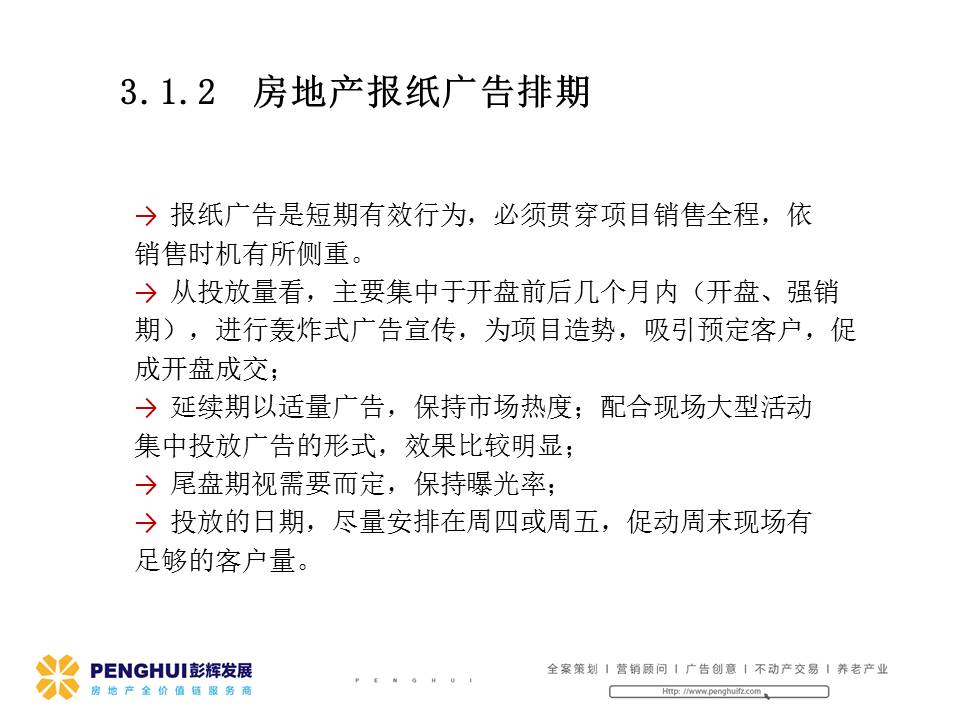 3.1.2 房地产报纸广告排期
→ 报纸广告是短期有效行为，必须贯穿项目销售全程，依
销售时机有所侧重。
→ 从投放量看，主要集中于开盘前后几个月内（开盘、强销
期），进行轰炸式广告宣传，为项目造势，吸引预定客户，促
成开盘成交；
→ 延续期以适量广告，保持市场热度；配合现场大型活动
集中投放广告的形式，效果比较明显；
→ 尾盘期视需要而定，保持曝光率；
→ 投放的日期，尽量安排在周四或周五，促动周末现场有
足够的客户量。
PENGHUI彭辉发展
房地产全价值链服务商
PENGHUI
全案策划 I 营销顾问 I 广告创意 I 不动产交易 I 养老产业
Http: //www.penghuifz.com